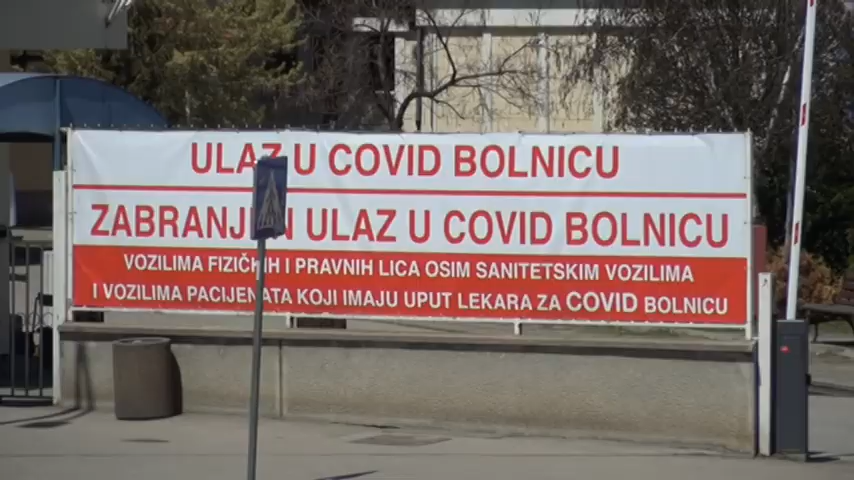 ULAZ U COVID BOLNICU
ZABRANJEN ULAZ U COVID BOLNICU
VOZILIMA FIZIČKIH I PRAVNIH LICA OSIM SANITETSKIM VOZILIMA
I VOZILIMA PACIJENATA KOJI IMAJU UPUT LEKARA ZA COVID BOLNICU